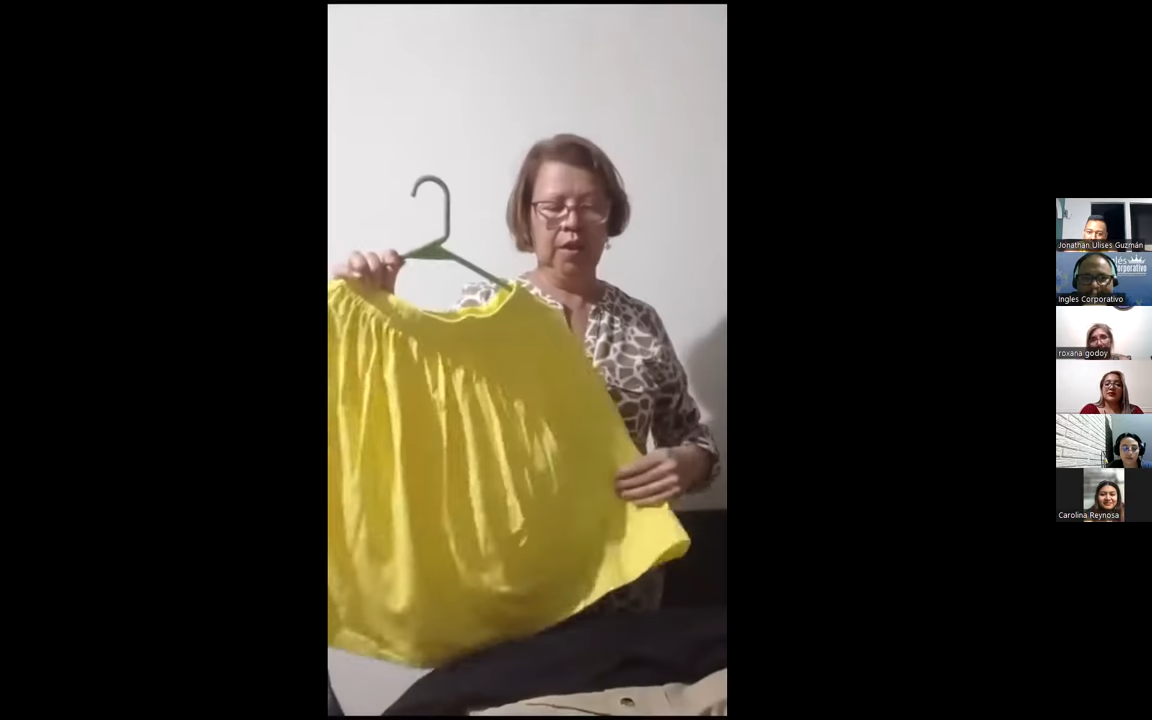 Jonathan Ulises Guzmán
Ingles Corporativo
roxana godoy
Carolina Reynosa